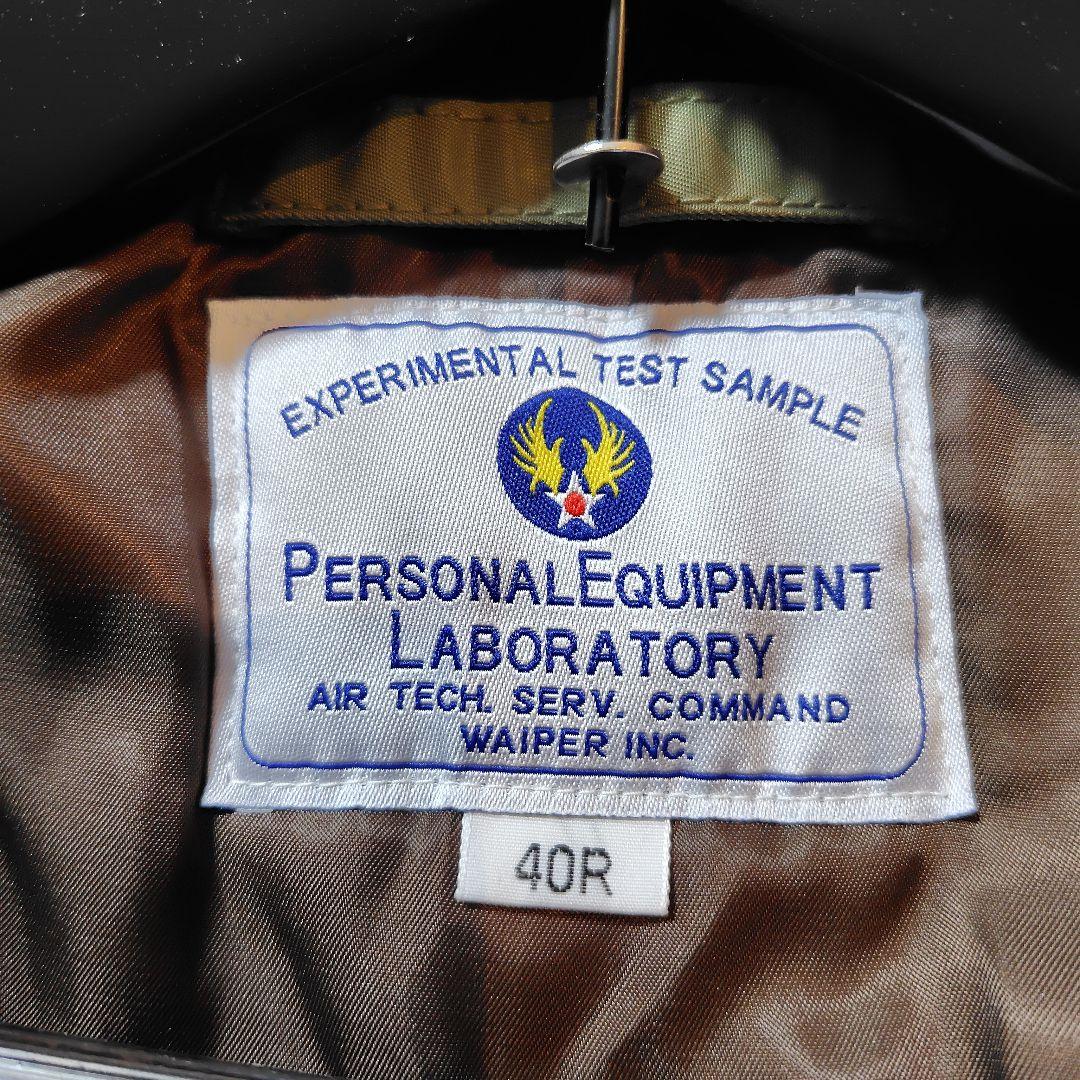 EXPERIMENTAL TEST SAMPLE
PERSONAL EQUIPMENT
LABORATORY
AIR TECH. SERV. COMMAND
WAIPER INC.
40R